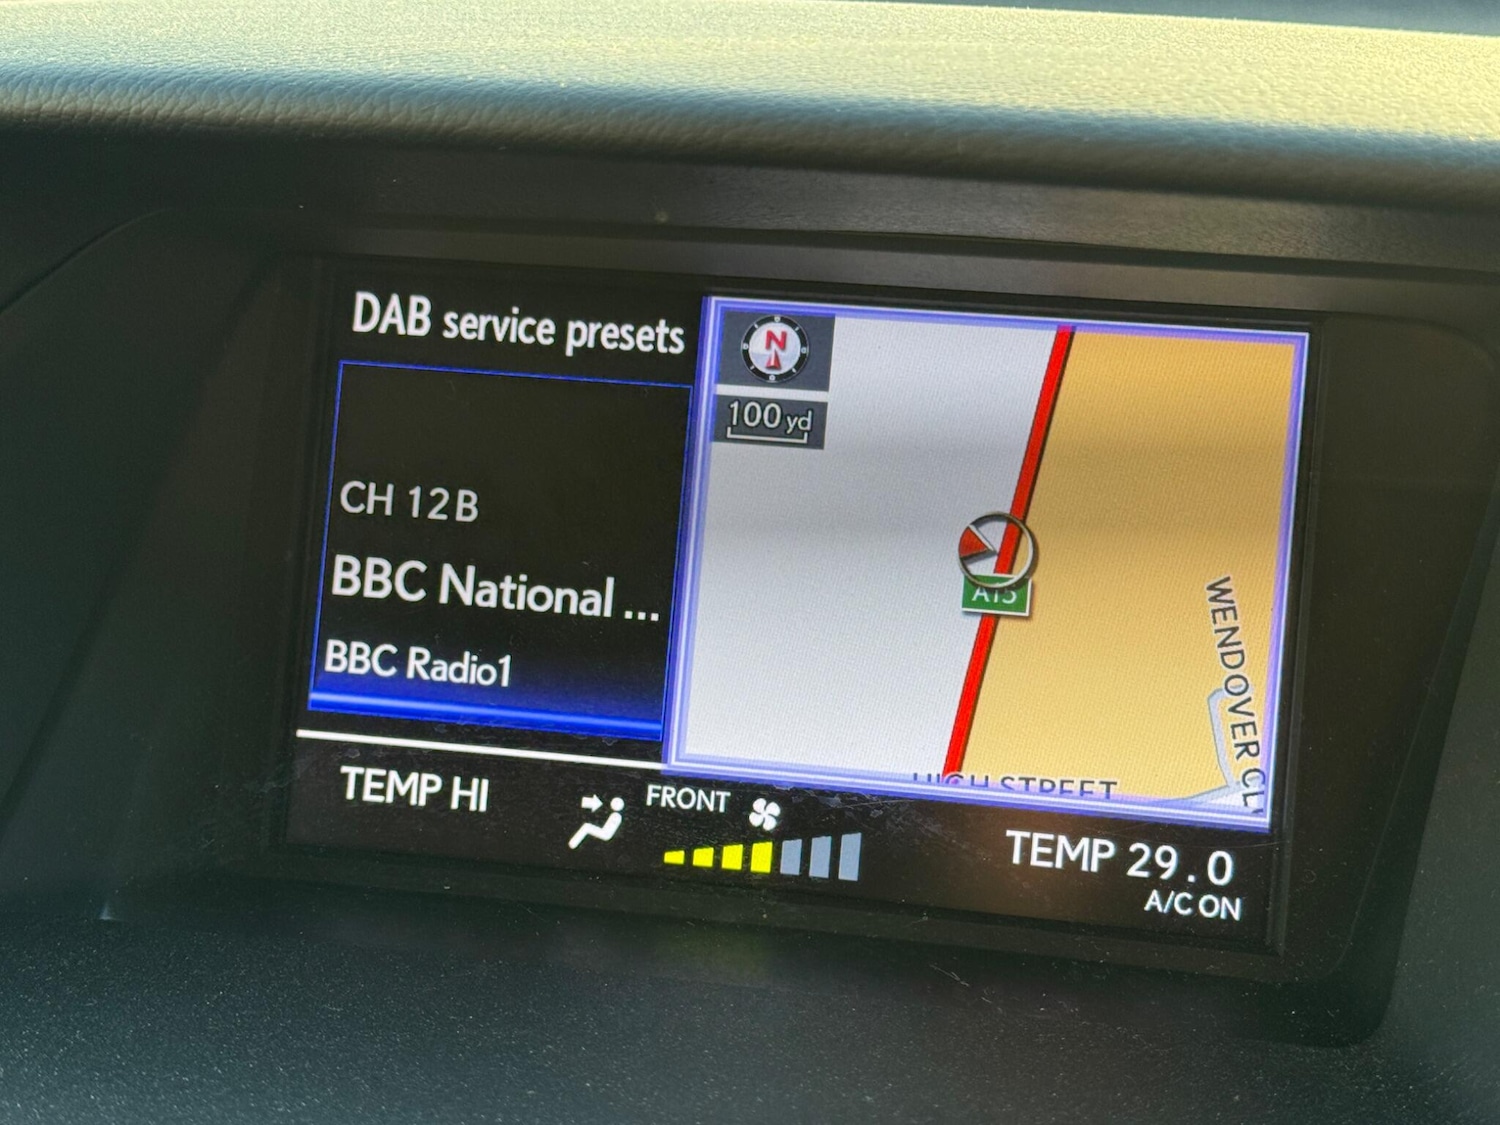 DAB service presets
CH 12B
BBC National ...
BBC Radio1
N
100 yd
A15
WENDOVER CL
HIGH STREET
TEMP HI
FRONT
TEMP 29.0
A/C ON